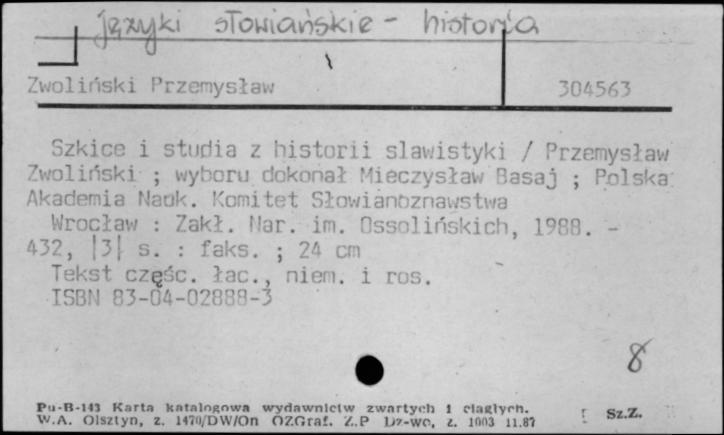 języki słowiańskie - historia
Zwoliński Przemysław 304563
Szkice i studia z historii slawistyki / Przemysław
Zwoliński ; wyboru dokonał Mieczysław Basaj ; Polska
Akademia Nauk. Komitet Słowianoznawstwa
Wrocław : Zakł. Nar. im. Ossolińskich, 1988. -
432, |3| s. : faks. ; 24 cm
Tekst częśc. łac., niem. i ros.
ISBN 83-04-02888-3
8
Pu-B-143 Karta katalogowa wydawnictw zwartych i ciągłych.
W.A. Olsztyn, z. 1470/DW/On OZGraf. Z.P Dz-wo, z. 1003 11.87 Sz.Z.